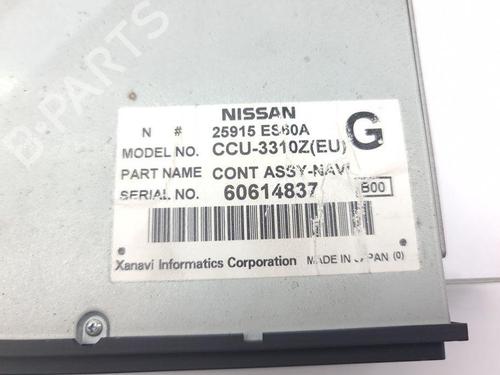 NISSAN
N # 25915 ES60A
G
MODEL NO. CCU-3310Z(EU)
PART NAME CONT ASSY-NAVI
SERIAL NO. 60614837 B00
Xanavi Informatics Corporation MADE IN JAPAN (0)
B-PARTS